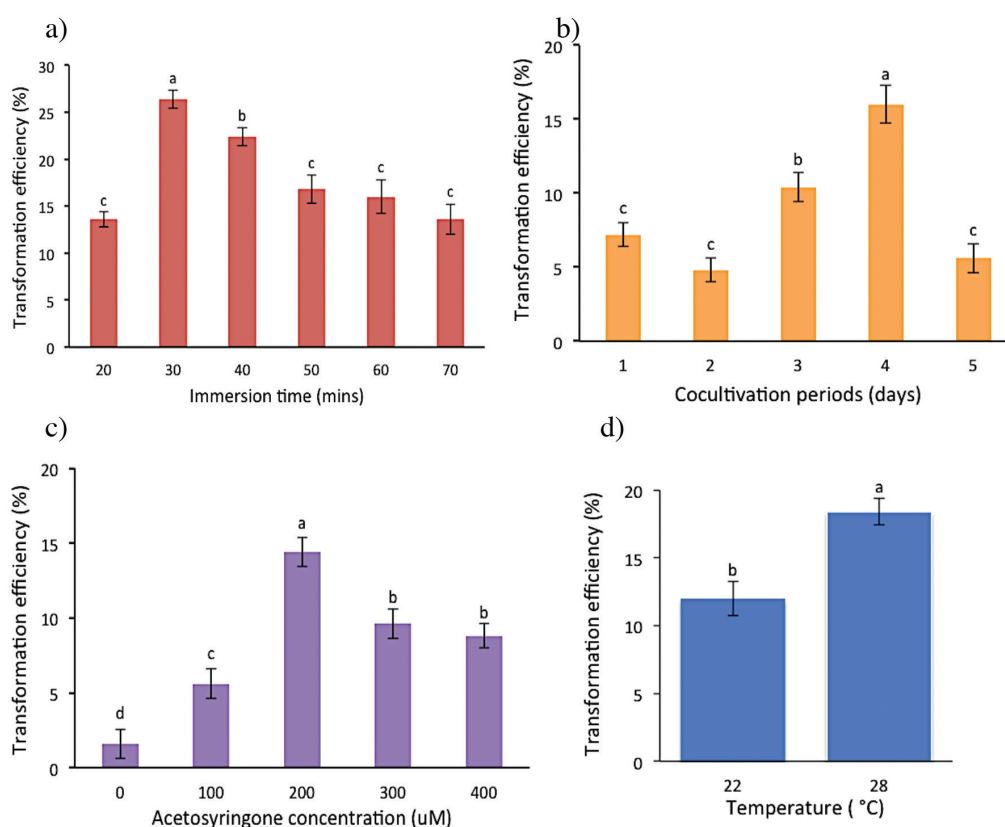 a)
30
25
20
15
10
5
0
Transformation efficiency (%)
c
a
b
c
c
c
20 30 40 50 60 70
Immersion time (mins)
b)
20
15
10
5
0
Transformation efficiency (%)
c
c
b
a
c
1 2 3 4 5
Cocultivation periods (days)
c)
20
15
10
5
0
Transformation efficiency (%)
d
c
a
b
b
0 100 200 300 400
Acetosyringone concentration (uM)
d)
20
15
10
5
0
Transformation efficiency (%)
b
a
22 28
Temperature ( °C)